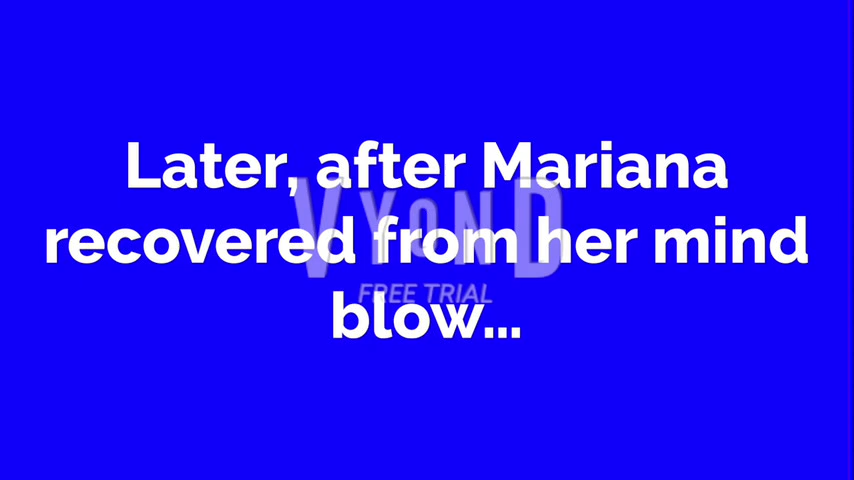 Later, after Mariana
VYOND
recovered from her mind
FREE TRIAL
blow...